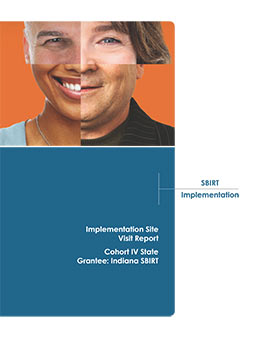 SBIRT
Implementation
Implementation Site
Visit Report
Cohort IV State
Grantee: Indiana SBIRT